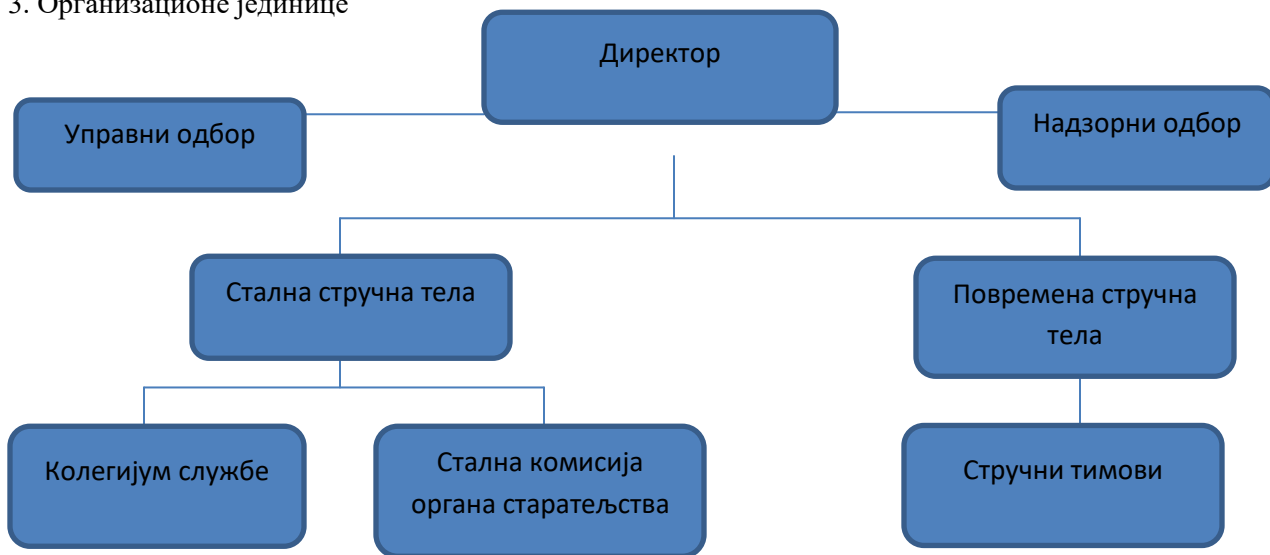 3. Организационе јединице
Директор
Управни одбор
Надзорни одбор
Стална стручна тела
Повремена стручна
тела
Колегијум службе
Стална комисија
органа старатељства
Стручни тимови